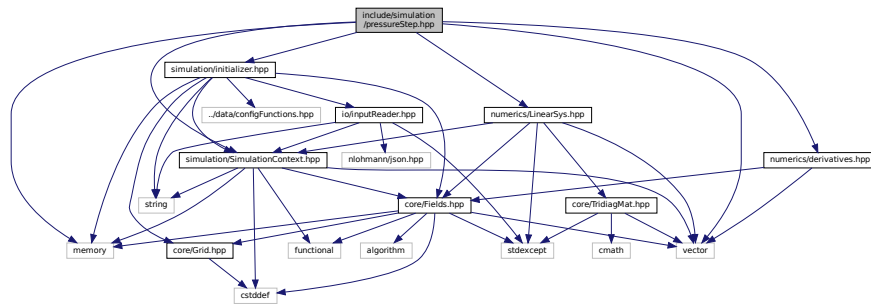 include/simulation
/pressureStep.hpp
simulation/initializer.hpp
../data/configFunctions.hpp
io/inputReader.hpp
numerics/LinearSys.hpp
simulation/SimulationContext.hpp
nlohmann/json.hpp
numerics/derivatives.hpp
string
core/Fields.hpp
core/TridiagMat.hpp
memory
core/Grid.hpp
functional
algorithm
stdexcept
cmath
vector
cstddef